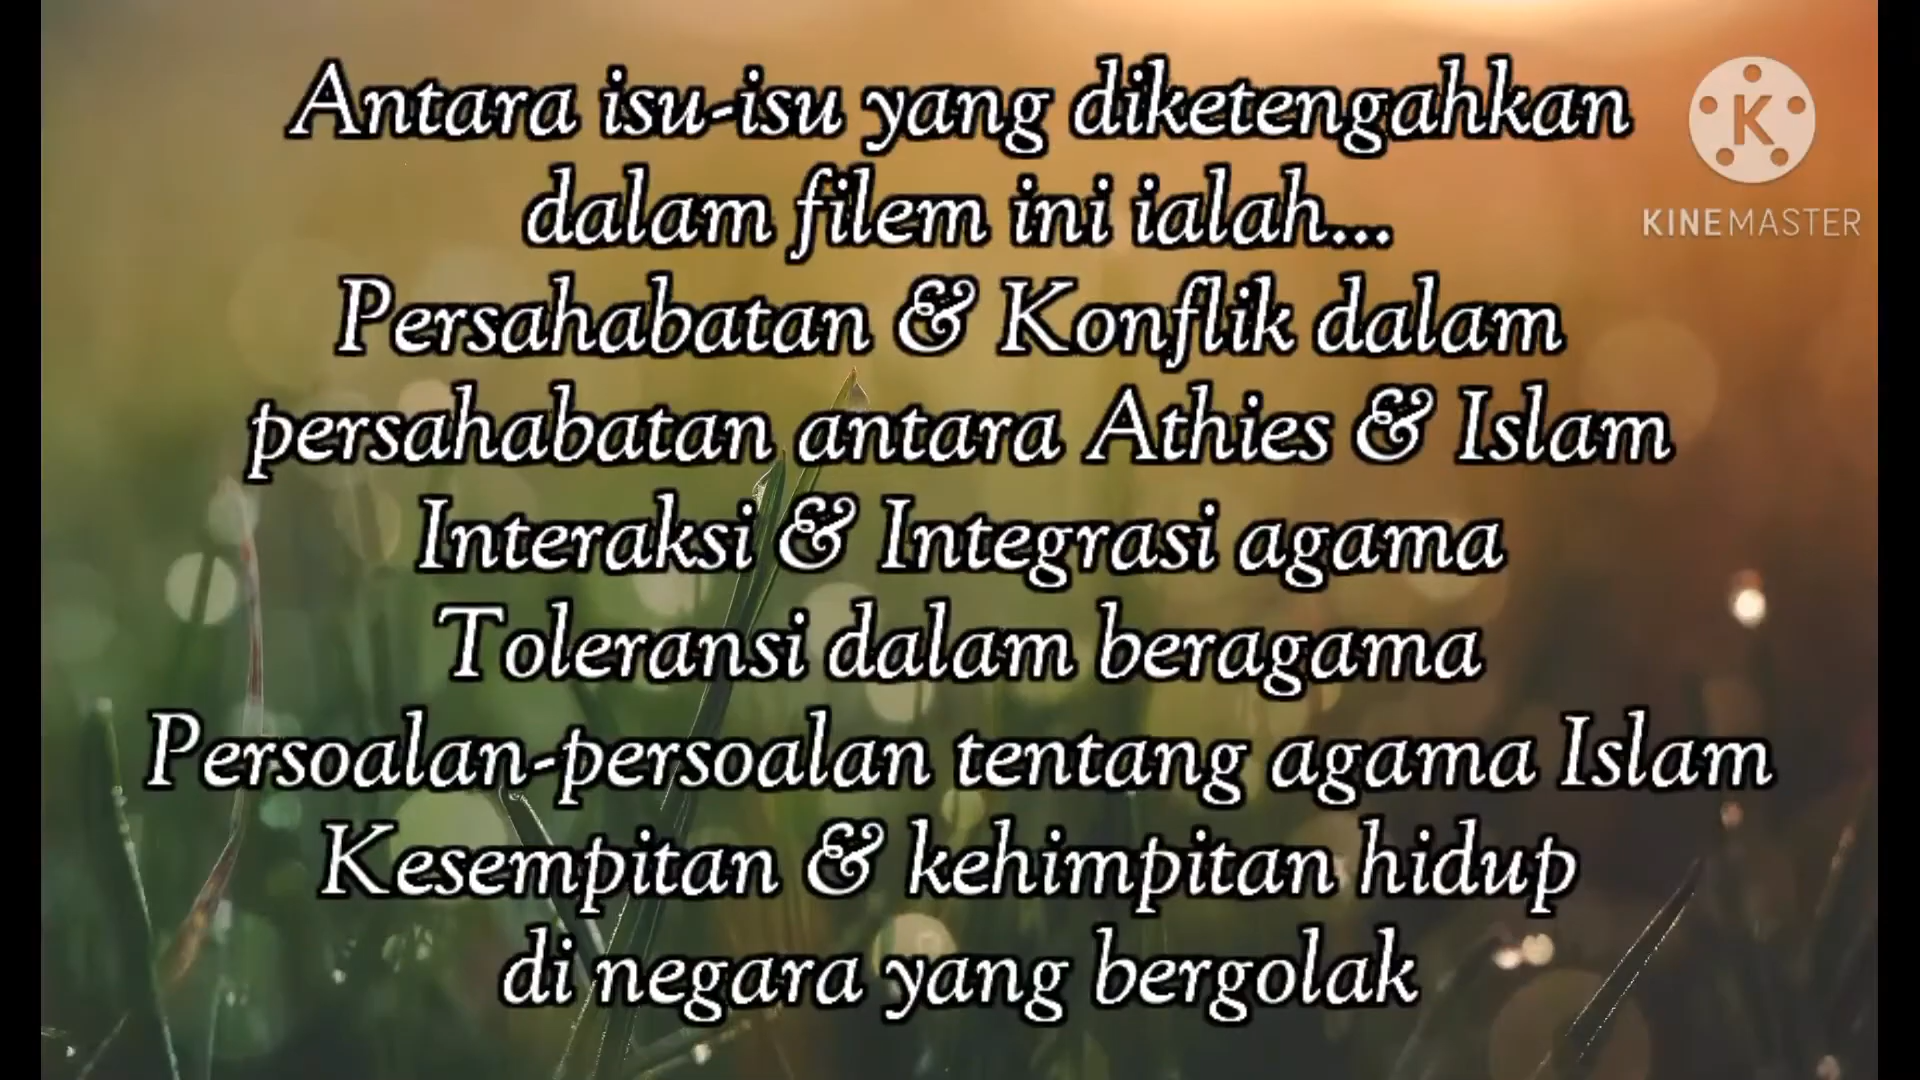 Antara isu-isu yang diketengahkan
dalam filem ini ialah...
Persahabatan & Konflik dalam
persahabatan antara Athies & Islam
Interaksi & Integrasi agama
Toleransi dalam beragama
Persoalan-persoalan tentang agama Islam
Kesempitan & kehimpitan hidup
di negara yang bergolak
K
KINEMASTER